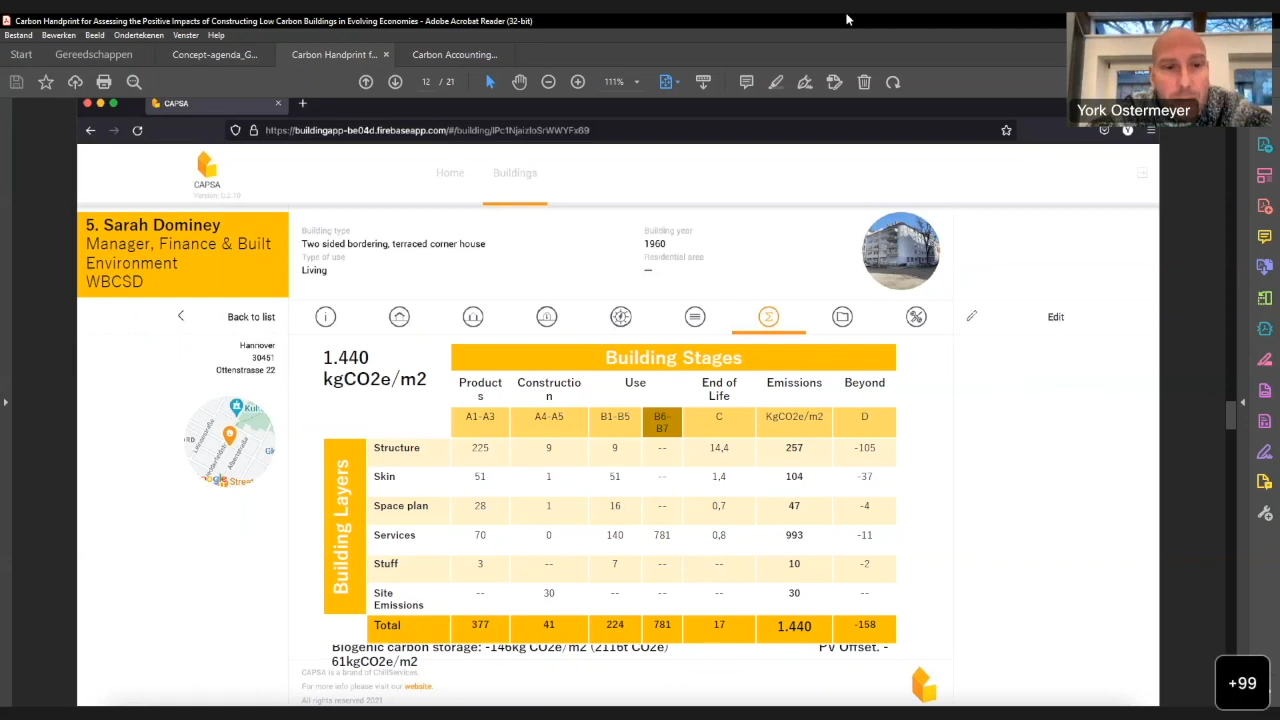 Carbon Handprint for Assessing the Positive Impacts of Constructing Low Carbon Buildings in Evolving Economies - Adobe Acrobat Reader (32-bit)
Bestand Bewerken Beeld Ondertekenen Venster Help
Start Gereedschappen Concept-agenda_G... Carbon Handprint f... × Carbon Accounting...
12 / 21 111%
York Ostermeyer
CAPSA × +
https://buildingapp-be04d.firebaseapp.com/#/building/lPc1NjaizIoSrWWYFx69
CAPSA
Version: 0.2.10
Home Buildings
5. Sarah Dominey
Manager, Finance & Built
Environment
WBCSD
Building type
Two sided bordering, terraced corner house
Type of use
Living
Building year
1960
Residential area
—
Back to list
Edit
Hannover
30451
Ottenstrasse 22
1.440
kgCO2e/m2
Building Stages
Product
s
Constructio
n
Use
End of
Life
Emissions
Beyond
A1-A3 A4-A5 B1-B5 B6-
B7
C KgCO2e/m2 D
Building Layers
Structure 225 9 9 -- 14,4 257 -105
Skin 51 1 51 -- 1,4 104 -37
Space plan 28 1 16 -- 0,7 47 -4
Services 70 0 140 781 0,8 993 -11
Stuff 3 -- 7 -- -- 10 -2
Site
Emissions
-- 30 -- -- -- 30 --
Total 377 41 224 781 17 1.440 -158
Biogenic carbon storage: -146kg CO2e/m2 (2116t CO2e) PV Offset. -
61kgCO2e/m2
CAPSA is a brand of ChillServices.
For more info please visit our website.
All rights reserved 2021
+99